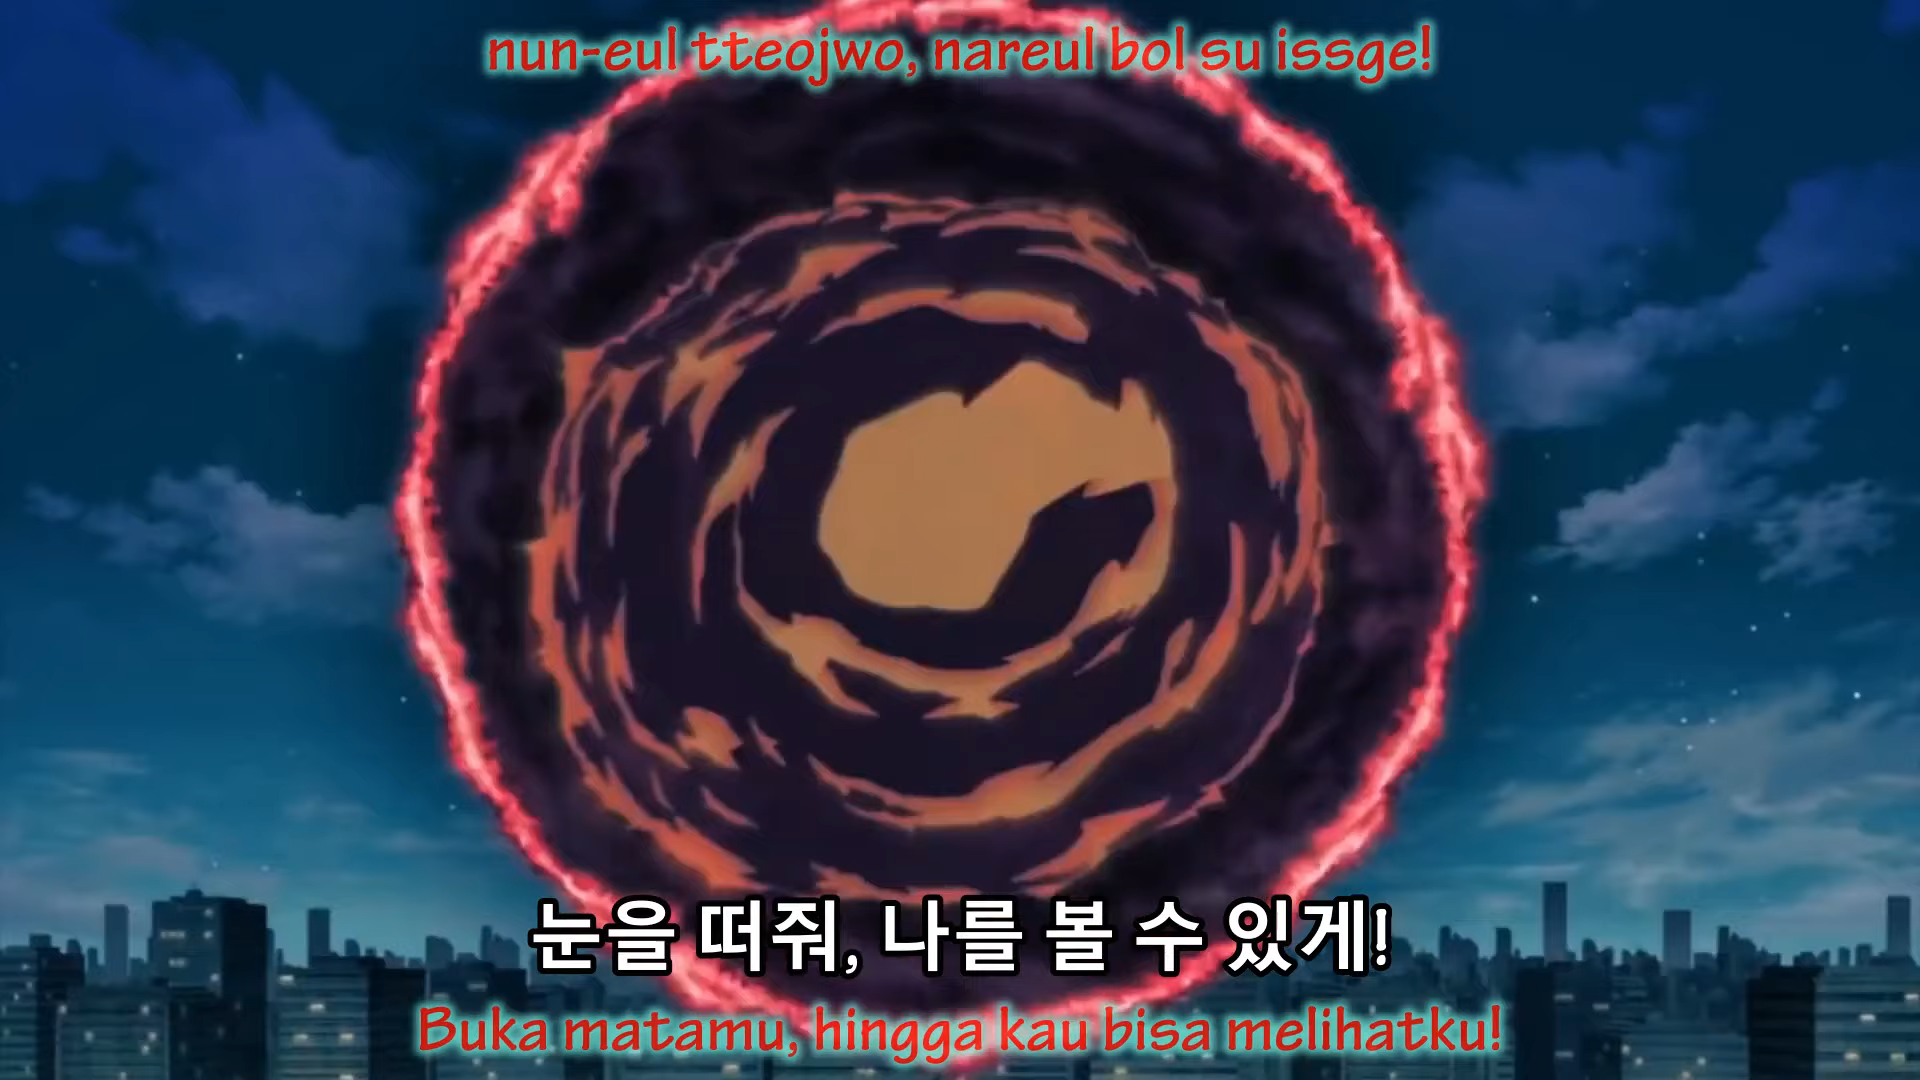 nun-eul tteojwo, nareul bol su issge!
눈을 떠줘, 나를 볼 수 있게!
Buka matamu, hingga kau bisa melihatku!